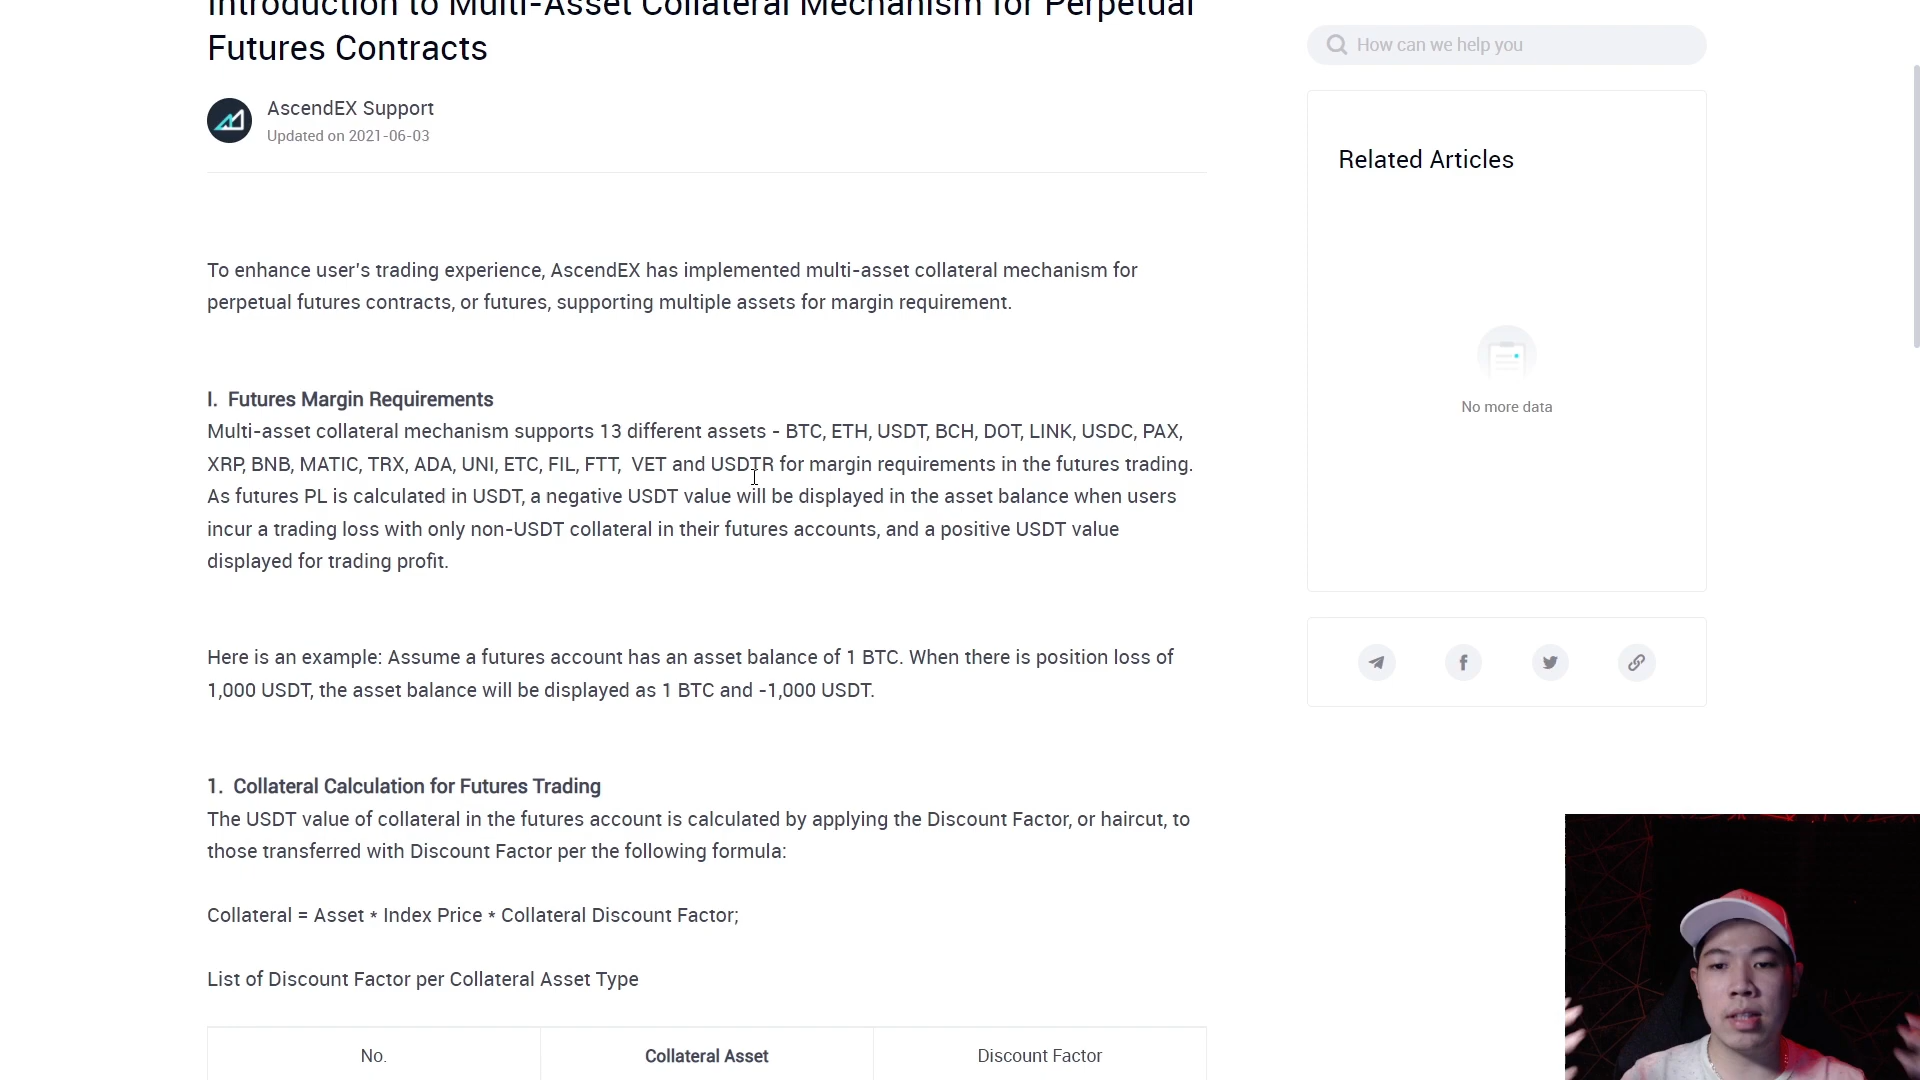 Introduction to Multi-Asset Collateral Mechanism for Perpetual
Futures Contracts
AscendEX Support
Updated on 2021-06-03
To enhance user's trading experience, AscendEX has implemented multi-asset collateral mechanism for
perpetual futures contracts, or futures, supporting multiple assets for margin requirement.
I. Futures Margin Requirements
Multi-asset collateral mechanism supports 13 different assets - BTC, ETH, USDT, BCH, DOT, LINK, USDC, PAX,
XRP, BNB, MATIC, TRX, ADA, UNI, ETC, FIL, FTT, VET and USDTR for margin requirements in the futures trading.
As futures PL is calculated in USDT, a negative USDT value will be displayed in the asset balance when users
incur a trading loss with only non-USDT collateral in their futures accounts, and a positive USDT value
displayed for trading profit.
Here is an example: Assume a futures account has an asset balance of 1 BTC. When there is position loss of
1,000 USDT, the asset balance will be displayed as 1 BTC and -1,000 USDT.
1. Collateral Calculation for Futures Trading
The USDT value of collateral in the futures account is calculated by applying the Discount Factor, or haircut, to
those transferred with Discount Factor per the following formula:
Collateral = Asset * Index Price * Collateral Discount Factor;
List of Discount Factor per Collateral Asset Type
No. Collateral Asset Discount Factor
How can we help you
Related Articles
No more data